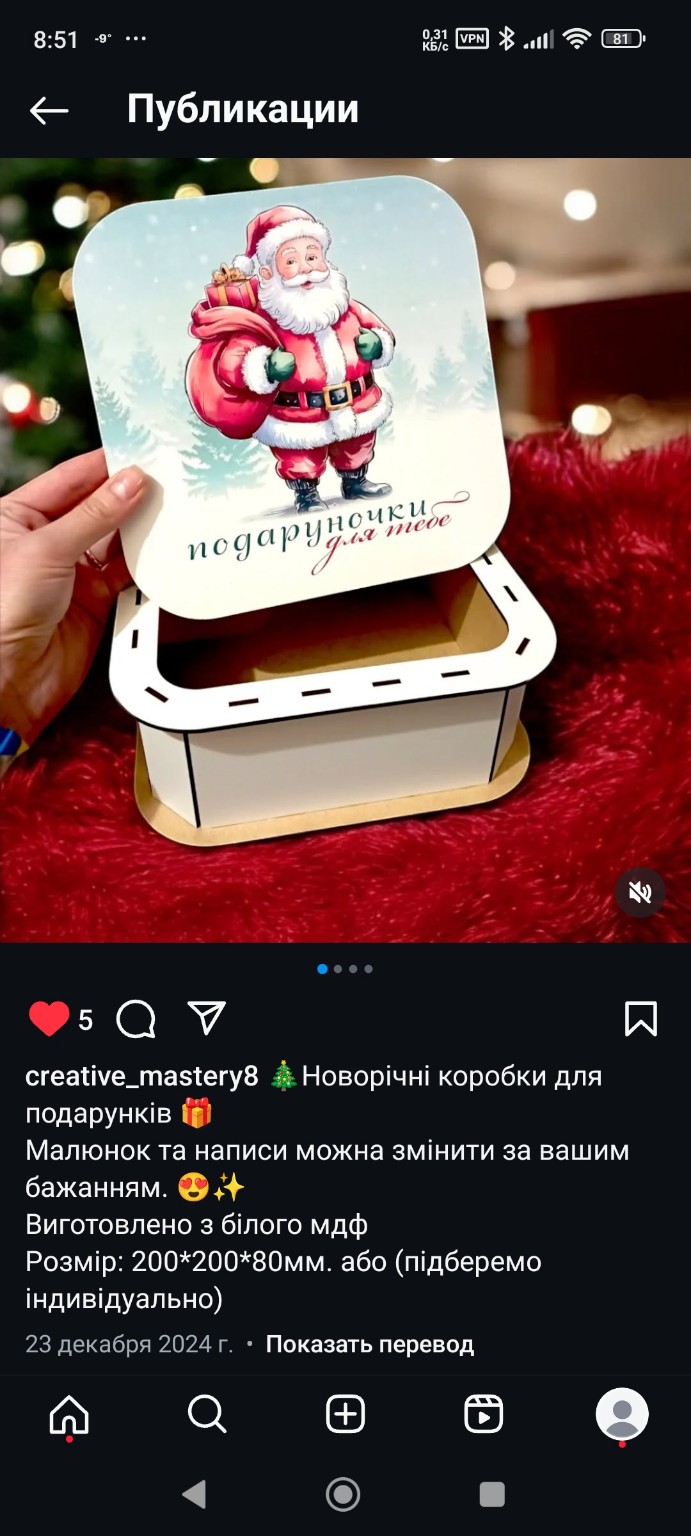 8:51 -9° ...
0,31 КБ/с VPN 81
Публикации
подаруночки
для тебе
5
creative_mastery8 🎄Новорічні коробки для
подарунків 🎁
Малюнок та написи можна змінити за вашим
бажанням. 😍✨
Виготовлено з білого мдф
Розмір: 200*200*80мм. або (підберемо
індивідуально)
23 декабря 2024 г. • Показать перевод